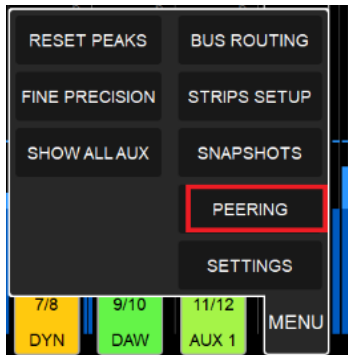 RESET PEAKS BUS ROUTING
FINE PRECISION STRIPS SETUP
SHOW ALL AUX SNAPSHOTS
PEERING
SETTINGS
7/8 9/10 11/12
MENU
DYN DAW AUX 1